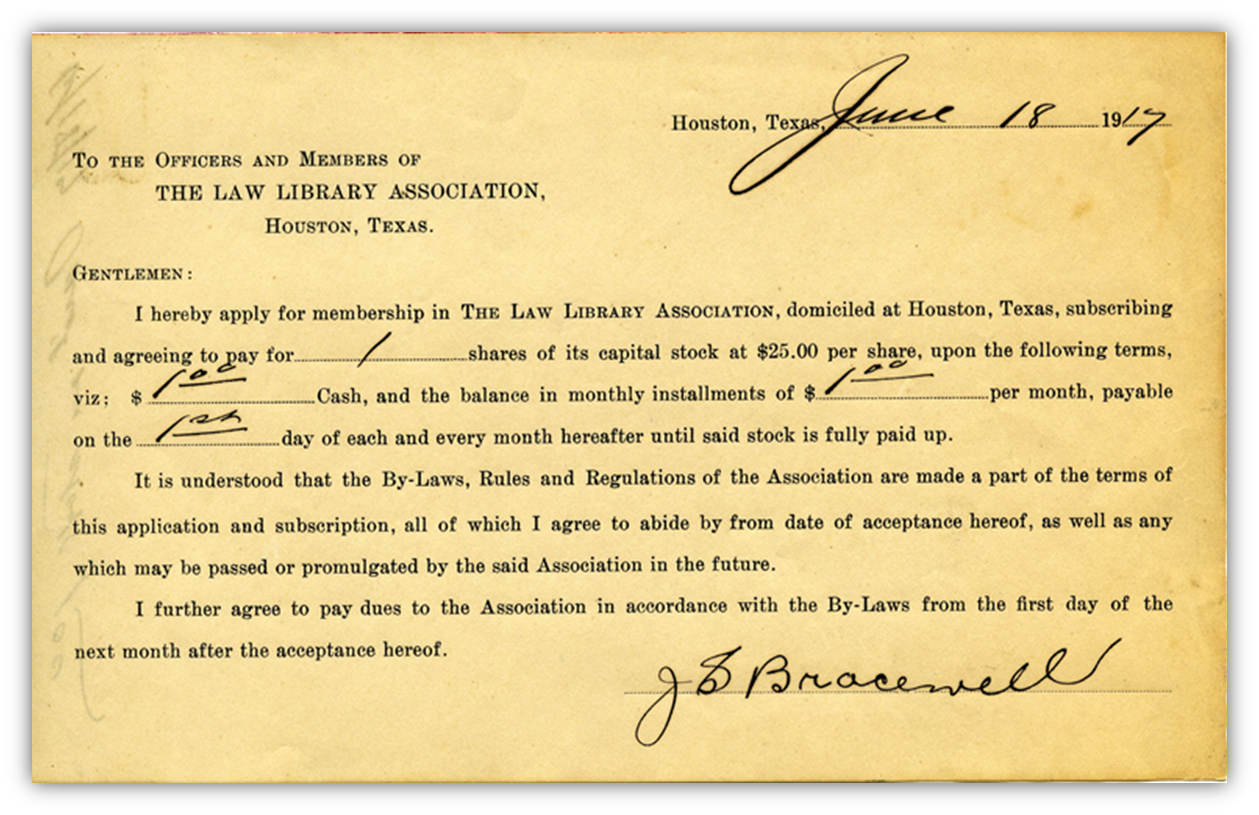 Houston, Texas, June 18 1917
To the Officers and Members of
THE LAW LIBRARY ASSOCIATION,
Houston, Texas.
Gentlemen:
I hereby apply for membership in The Law Library Association, domiciled at Houston, Texas, subscribing
and agreeing to pay for 1 shares of its capital stock at $25.00 per share, upon the following terms,
viz; $ 1.00 Cash, and the balance in monthly installments of $ 1.00 per month, payable
on the 1st day of each and every month hereafter until said stock is fully paid up.
It is understood that the By-Laws, Rules and Regulations of the Association are made a part of the terms of
this application and subscription, all of which I agree to abide by from date of acceptance hereof, as well as any
which may be passed or promulgated by the said Association in the future.
I further agree to pay dues to the Association in accordance with the By-Laws from the first day of the
next month after the acceptance hereof.
J S Bracewell